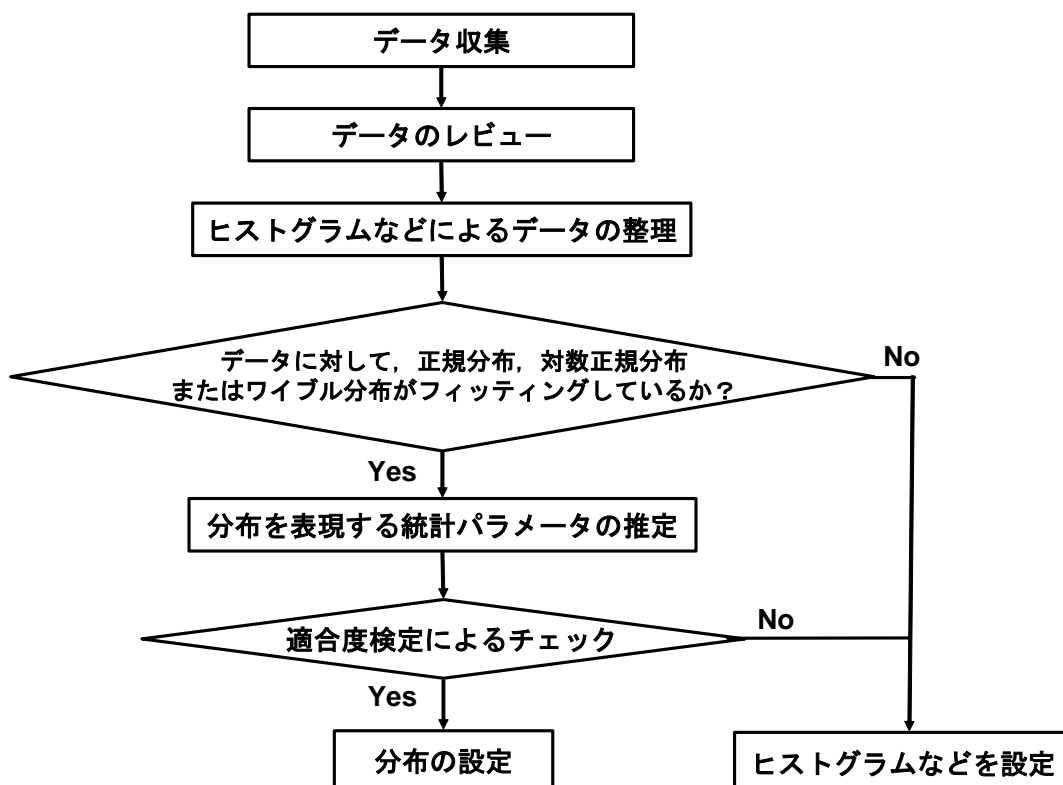 データ収集
データのレビュー
ヒストグラムなどによるデータの整理
データに対して，正規分布，対数正規分布
またはワイブル分布がフィッティングしているか？
No
Yes
分布を表現する統計パラメータの推定
適合度検定によるチェック
No
Yes
分布の設定
ヒストグラムなどを設定